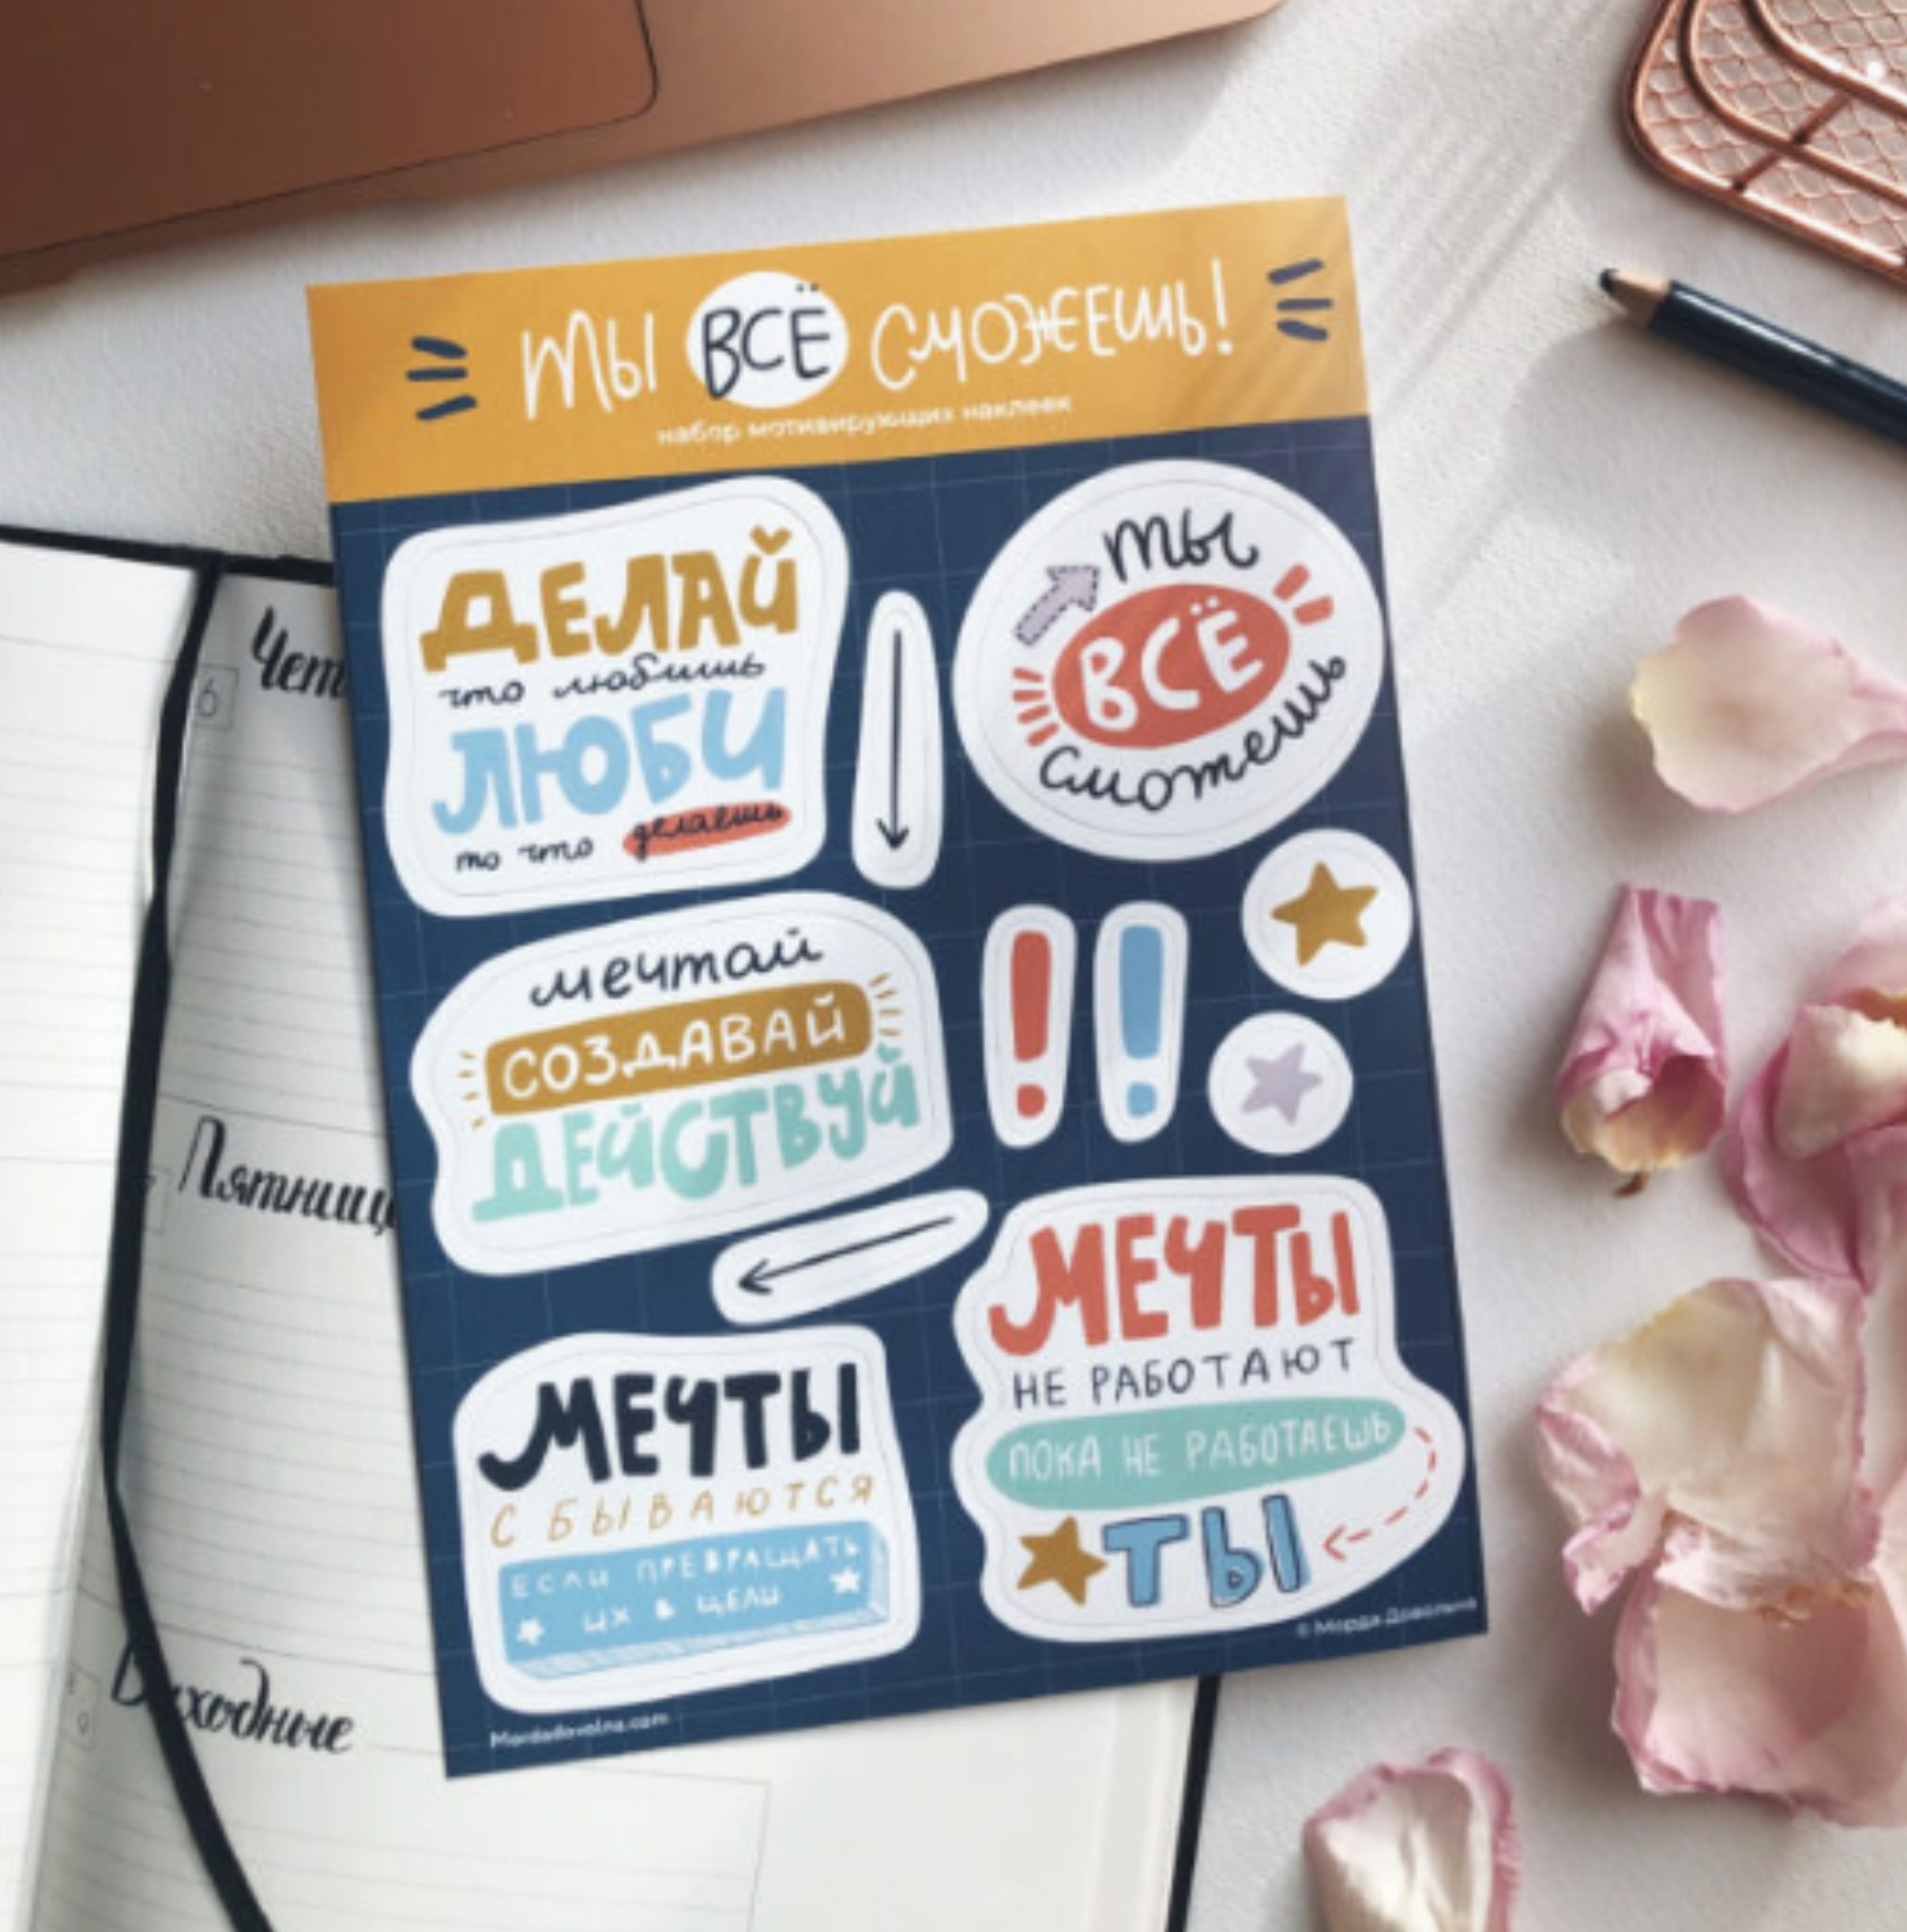 ТЫ ВСЁ СМОЖЕШЬ!
набор мотивирующих наклеек
ДЕЛАЙ
что любишь
ЛЮБИ
то что делаешь
ты
ВСЁ
сможешь
мечтай
СОЗДАВАЙ
ДЕЙСТВУЙ
!!
МЕЧТЫ
НЕ РАБОТАЮТ
ПОКА НЕ РАБОТАЕШЬ
ТЫ
МЕЧТЫ
СБЫВАЮТСЯ
ЕСЛИ ПРЕВРАЩАТЬ
ИХ В ЦЕЛИ
© Морда Довольна
Mordadovolna.com
6
Чет
7
Пятниц
Выходные
9